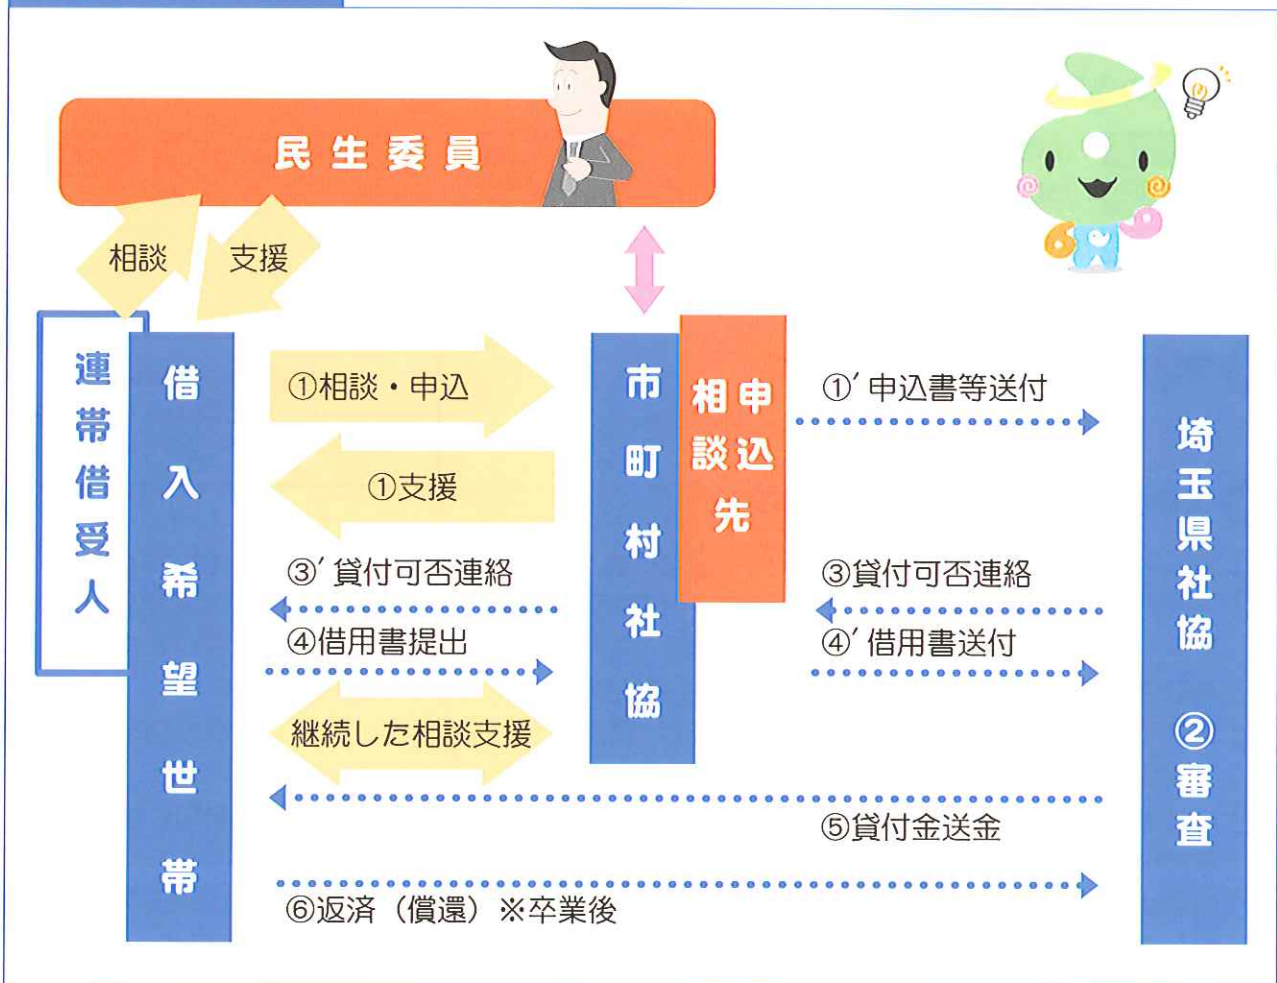 民生委員
相談
支援
連帯借受人
借入希望世帯
①相談・申込
①支援
③′貸付可否連絡
④借用書提出
継続した相談支援
市町村社協
申込
相談
先
①′申込書等送付
③貸付可否連絡
④′借用書送付
⑤貸付金送金
⑥返済（償還）※卒業後
埼玉県社協 ②審査